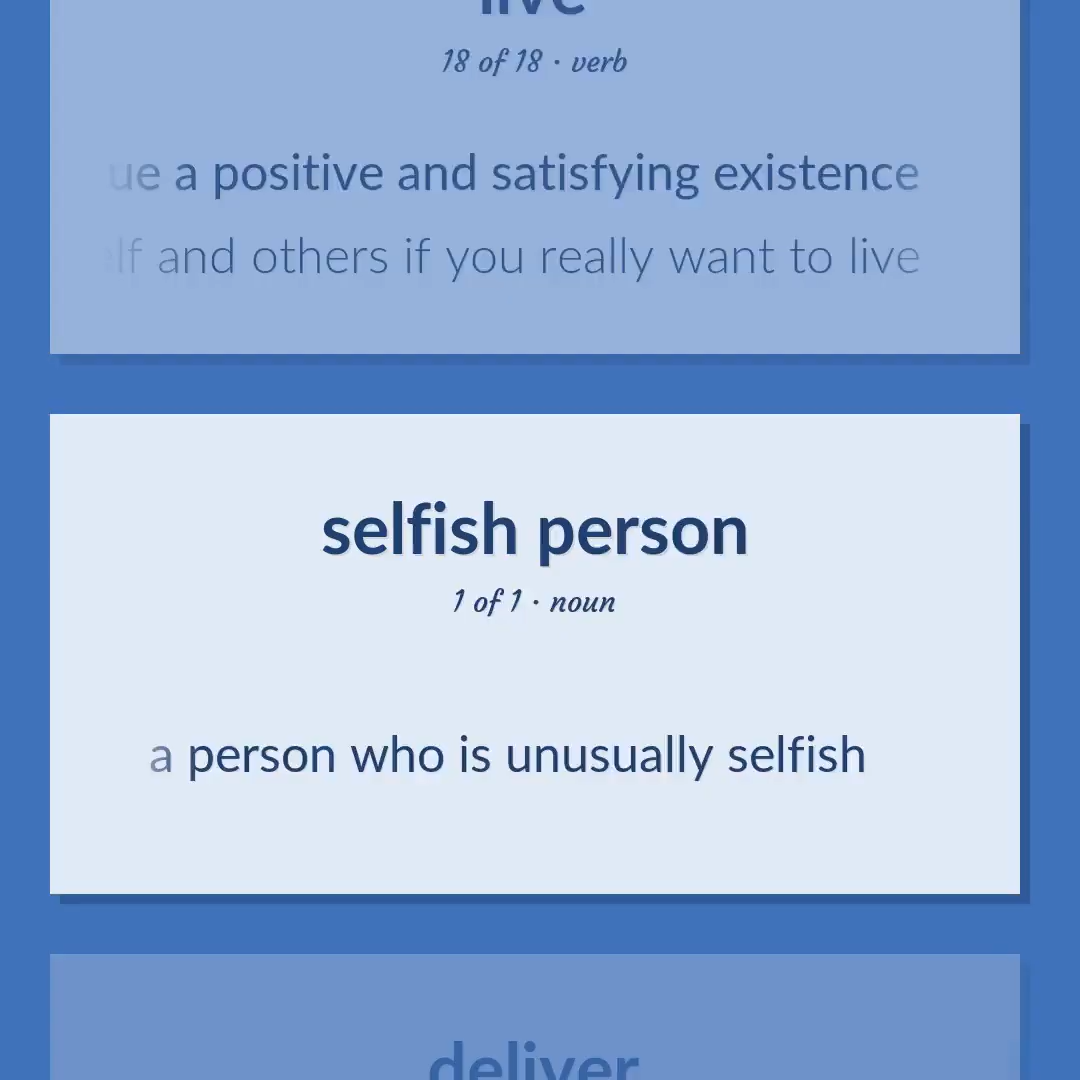 live
18 of 18 · verb
a positive and satisfying existence
and others if you really want to live
selfish person
1 of 1 · noun
a person who is unusually selfish
deliver